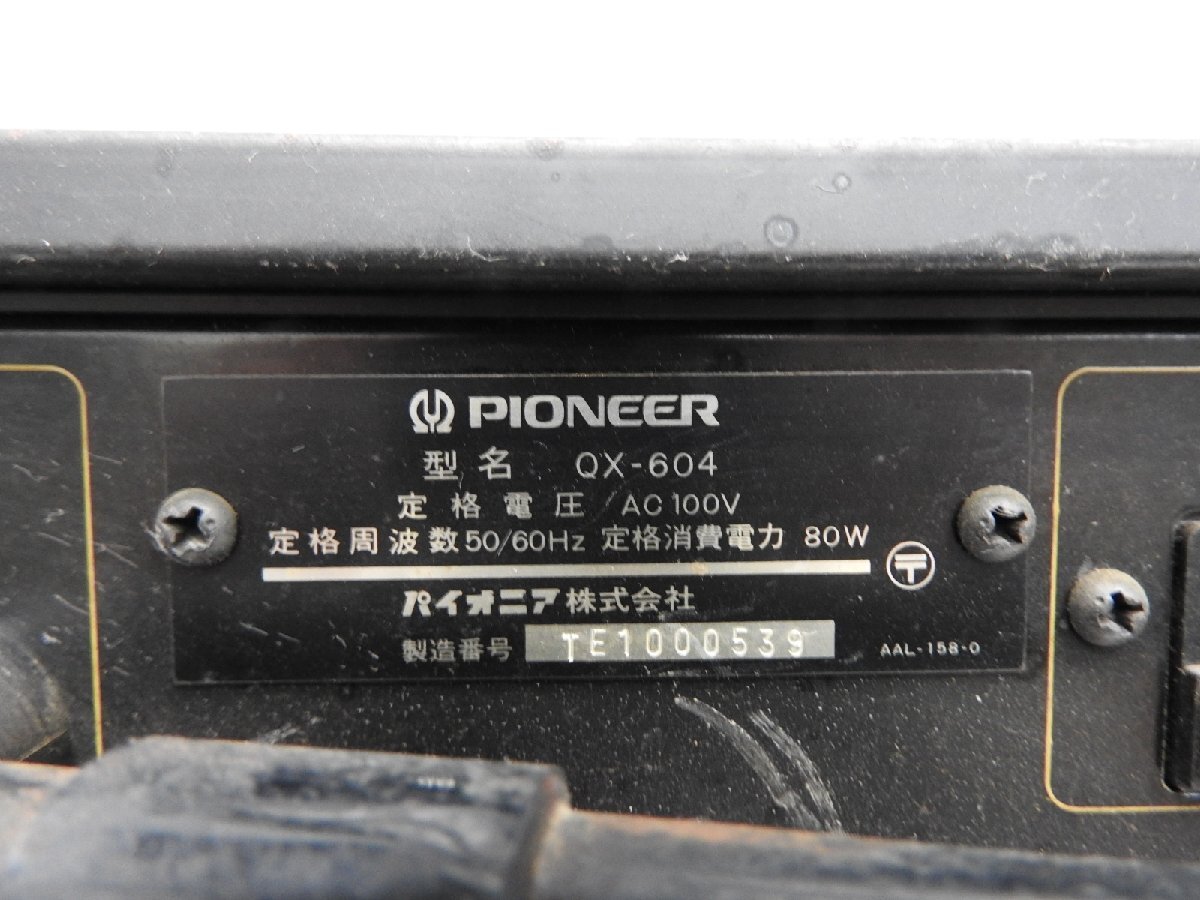 PIONEER
型名 QX-604
定格電圧/AC100V
定格周波数50/60Hz 定格消費電力 80W
〒
パイオニア株式会社
製造番号 TE1000539
AAL-158-0